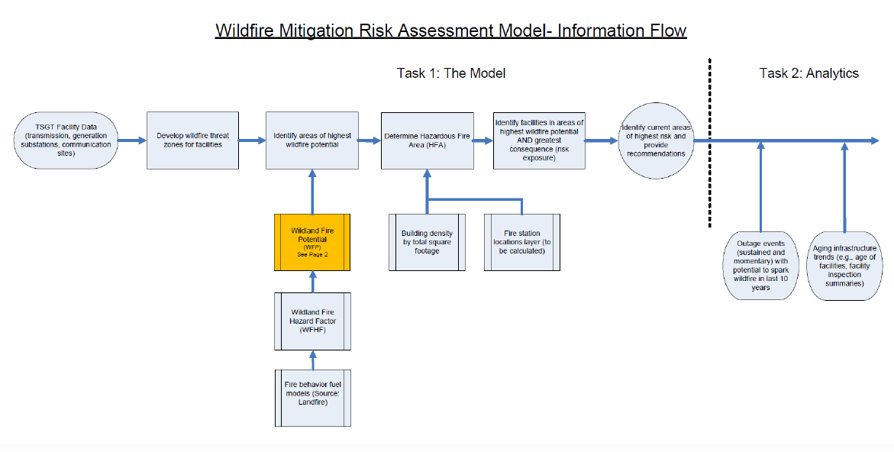 Wildfire Mitigation Risk Assessment Model- Information Flow
Task 1: The Model
Task 2: Analytics
TSGT Facility Data
(transmission, generation
substations, communication
sites)
Develop wildfire threat
zones for facilities
Identify areas of highest
wildfire potential
Determine Hazardous Fire
Area (HFA)
Identify facilities in areas of
highest wildfire potential
AND greatest
consequence (risk
exposure)
Identify current areas
of highest risk and
provide
recommendations
Wildland Fire
Potential
(WFP)
See Page 2
Building density
by total square
footage
Fire station
locations layer (to
be calculated)
Outage events
(sustained and
momentary) with
potential to spark
wildfire in last 10
years
Aging infrastructure
trends (e.g., age of
facilities, facility
inspection
summaries)
Wildland Fire
Hazard Factor
(WFHF)
Fire behavior fuel
models (Source:
Landfire)